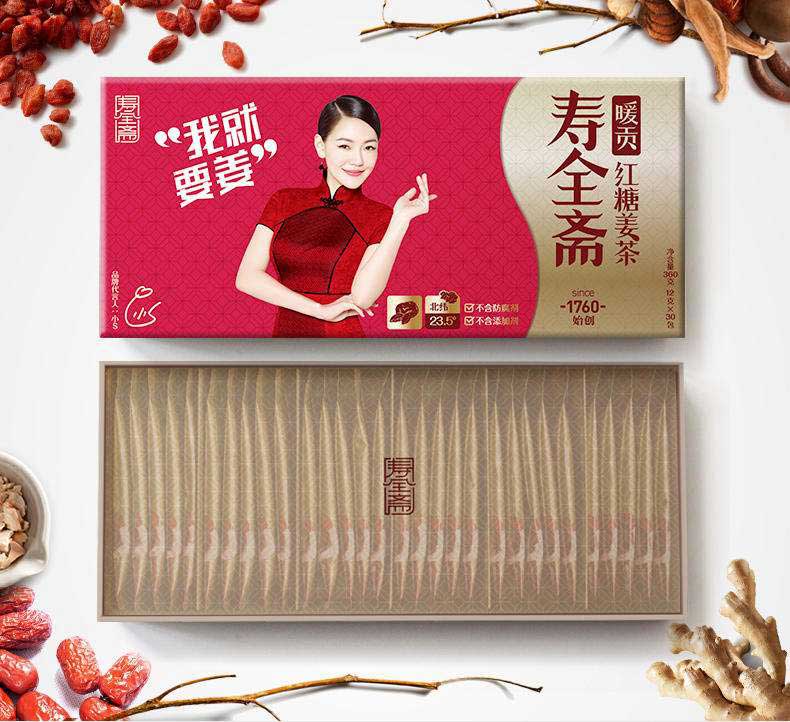 寿全斋
“我就
要姜”
品牌代言人：小S
小S
北纬
23.5°
不含防腐剂
不含添加剂
暖贡
红糖姜茶
寿全斋
since
-1760-
始创
净含量
360克 12克×30包
寿全斋